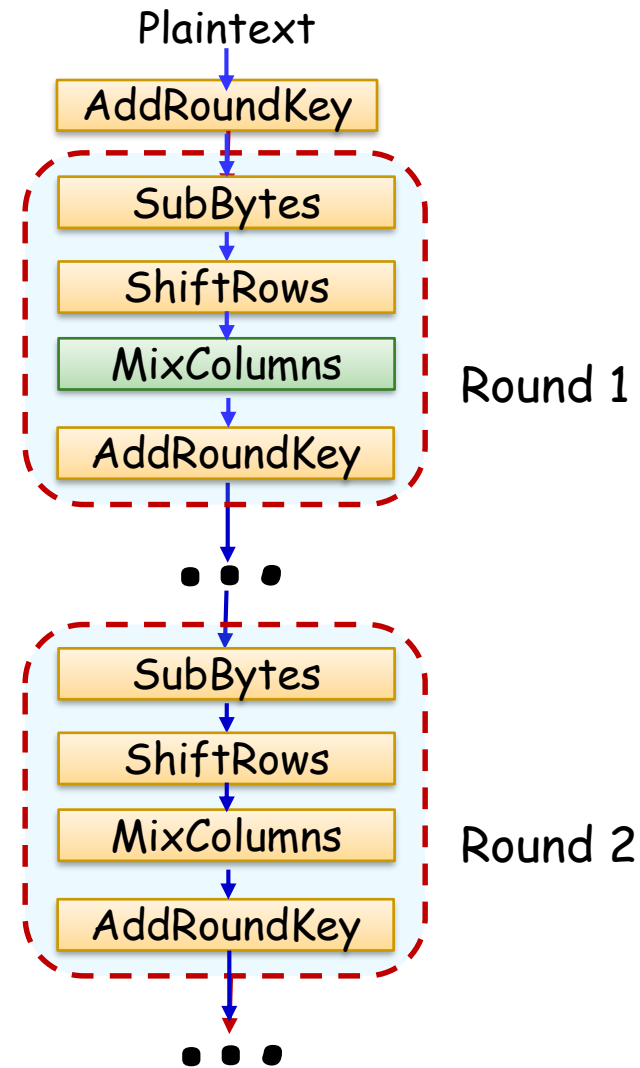 Plaintext
AddRoundKey
SubBytes
ShiftRows
MixColumns
AddRoundKey
Round 1
...
SubBytes
ShiftRows
MixColumns
AddRoundKey
Round 2
...